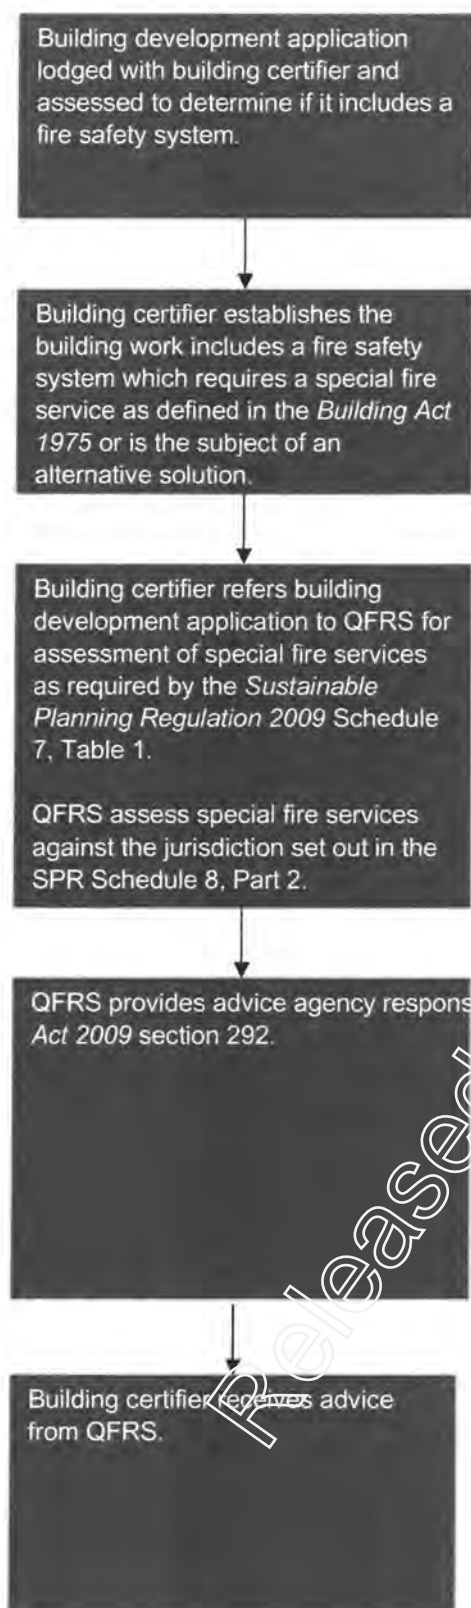 Building development application
lodged with building certifier and
assessed to determine if it includes a
fire safety system.
Building certifier establishes the
building work includes a fire safety
system which requires a special fire
service as defined in the Building Act
1975 or is the subject of an
alternative solution.
Building certifier refers building
development application to QFRS for
assessment of special fire services
as required by the Sustainable
Planning Regulation 2009 Schedule
7, Table 1.
QFRS assess special fire services
against the jurisdiction set out in the
SPR Schedule 8, Part 2.
QFRS provides advice agency respons
Act 2009 section 292.
Released
Building certifier receives advice
from QFRS.